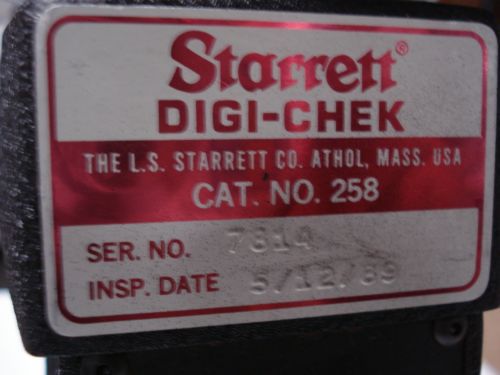 Starrett®
DIGI-CHEK
THE L.S. STARRETT CO. ATHOL, MASS. USA
CAT. NO. 258
SER. NO. 7814
INSP. DATE 5/12/89